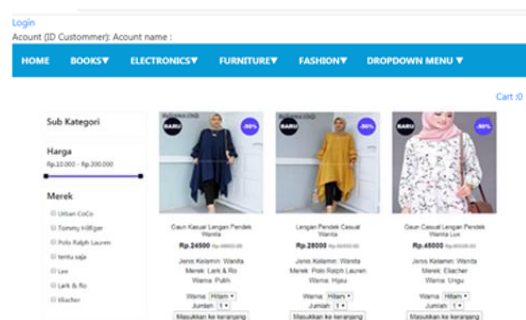 Login
Acount (ID Custommer): Account name :
HOME BOOKS▼ ELECTRONICS▼ FURNITURE▼ FASHION▼ DROPDOWN MENU ▼
Cart :0
Sub Kategori
Harga
Rp.10.000 - Rp.300.000
Merek
Urban CoCo
Tommy Hilfiger
Polo Ralph Lauren
tentu saja
Lee
Lark & Ro
Eliacher
BARU -50%
Gaun Kasual Lengan Pendek
Wanita
Rp.24500
Jenis Kelamin: Wanita
Merek: Lark & Ro
Warna: Putih
Warna: Hitam
Jumlah: 1
Masukkan ke keranjang
BARU -50%
Lengan Pendek Casual
Wanita
Rp.28000
Jenis Kelamin: Wanita
Merek: Polo Ralph Lauren
Warna: Hijau
Warna: Hitam
Jumlah: 1
Masukkan ke keranjang
BARU -50%
Gaun Casual Lengan Pendek
Wanita Lux
Rp.45000
Jenis Kelamin: Wanita
Merek: Eliacher
Warna: Ungu
Warna: Hitam
Jumlah: 1
Masukkan ke keranjang